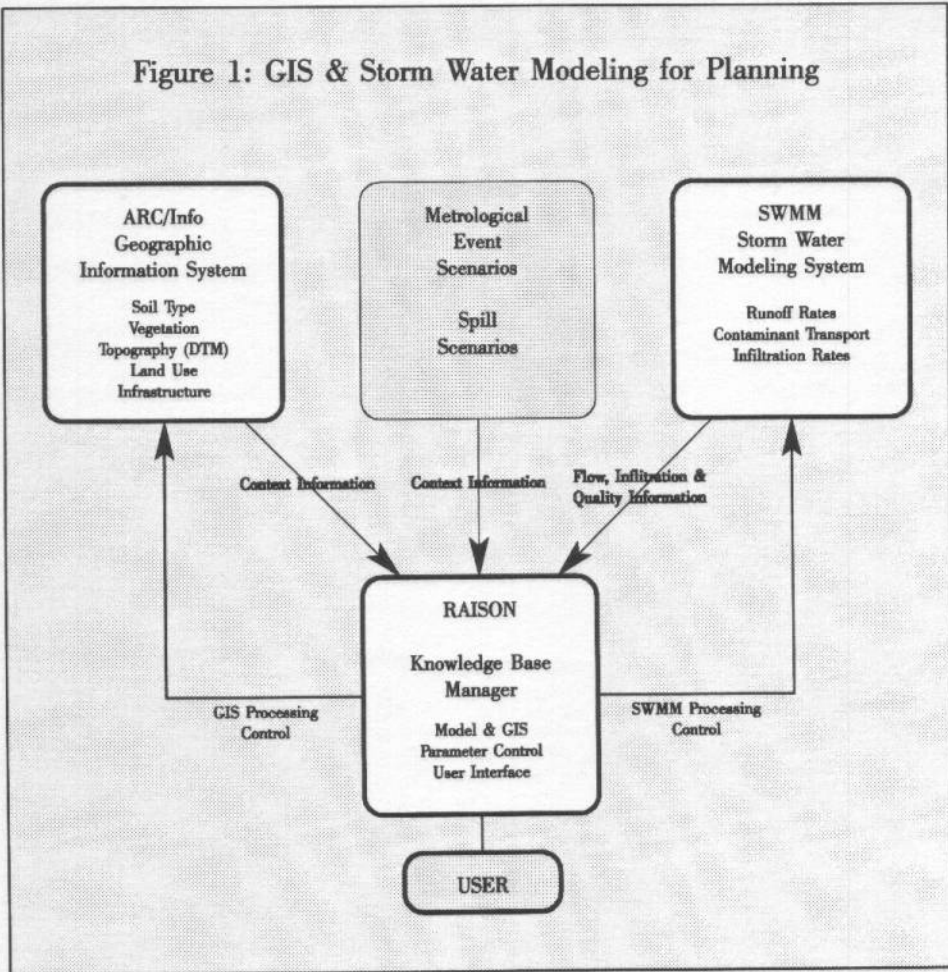 Figure 1: GIS & Storm Water Modeling for Planning
ARC/Info
Geographic
Information System
Soil Type
Vegetation
Topography (DTM)
Land Use
Infrastructure
Metrological
Event
Scenarios
Spill
Scenarios
SWMM
Storm Water
Modeling System
Runoff Rates
Contaminant Transport
Infiltration Rates
Context Information
Context Information
Flow, Inflitration &
Quality Information
RAISON
Knowledge Base
Manager
Model & GIS
Parameter Control
User Interface
GIS Processing
Control
SWMM Processing
Control
USER